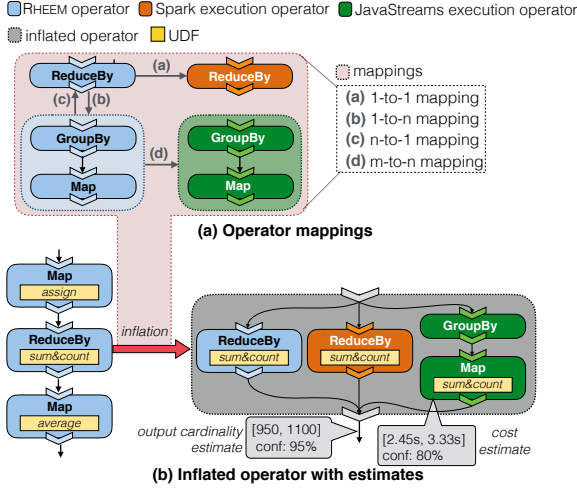 RHEEM operator Spark execution operator JavaStreams execution operator
inflated operator UDF
ReduceBy (a) ReduceBy
(c) (b)
GroupBy (d) GroupBy
Map Map
mappings
(a) 1-to-1 mapping
(b) 1-to-n mapping
(c) n-to-1 mapping
(d) m-to-n mapping
(a) Operator mappings
Map
assign
ReduceBy
sum&count
Map
average
inflation
ReduceBy
sum&count
ReduceBy
sum&count
GroupBy
Map
sum&count
output cardinality
estimate
[950, 1100]
conf: 95%
[2.45s, 3.33s]
conf: 80%
cost
estimate
(b) Inflated operator with estimates